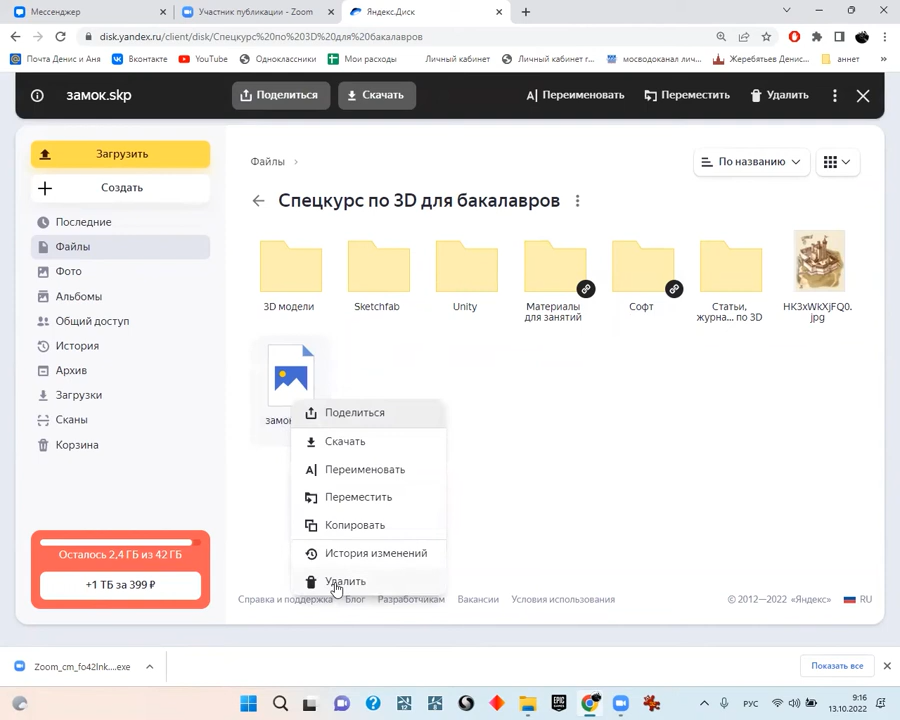 Мессенджер
Участник публикации - Zoom
Яндекс.Диск
disk.yandex.ru/client/disk/Спецкурс%20по%203D%20для%20бакалавров
Почта Дениса и Аня
Вконтакте
YouTube
Одноклассники
Мои расходы
Личный кабинет
Личный кабинет г...
мосводоканал лич...
Жеребятьев Денис...
аннет
замок.skp
Поделиться
Скачать
Переименовать
Переместить
Удалить
Загрузить
Создать
Последние
Файлы
Фото
Альбомы
Общий доступ
История
Архив
Загрузки
Сканы
Корзина
Осталось 2,4 ГБ из 42 ГБ
+1 ТБ за 399 ₽
Файлы
По названию
Спецкурс по 3D для бакалавров
3D модели
Sketchfab
Unity
Материалы
для занятий
Софт
Статьи,
журна... по 3D
HK3xWkXjFQ0.
jpg
замо
Поделиться
Скачать
Переименовать
Переместить
Копировать
История изменений
Удалить
Справка и поддержка
Блог
Разработчикам
Вакансии
Условия использования
© 2012—2022 «Яндекс»
RU
Zoom_cm_fo42lnk....exe
Показать все
РУС
9:16
13.10.2022